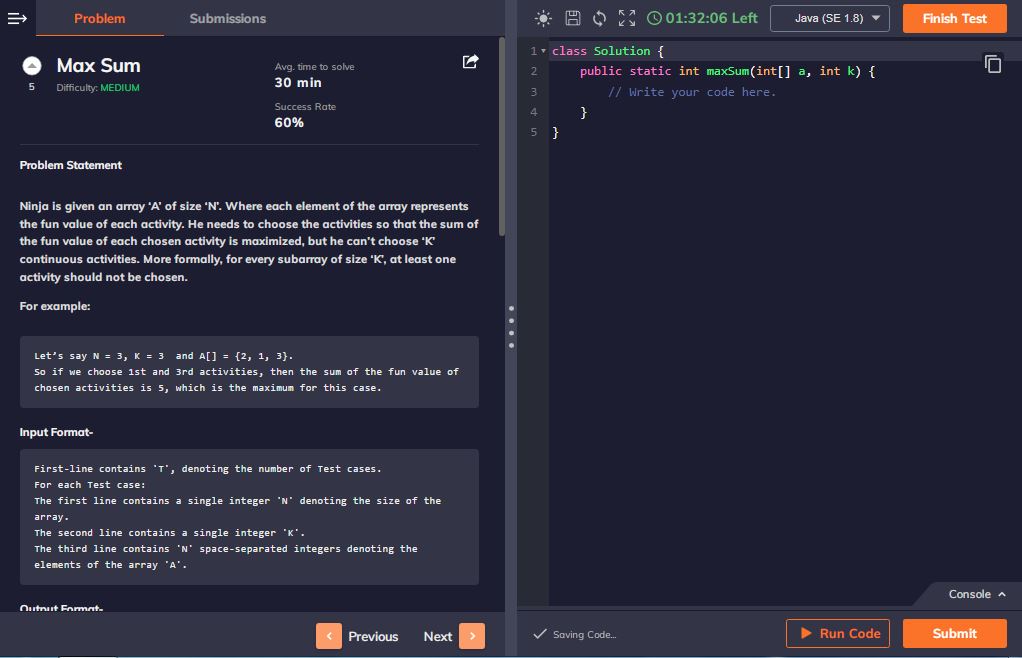 Problem
Submissions
01:32:06 Left
Java (SE 1.8)
Finish Test
5
Max Sum
Difficulty: MEDIUM
Avg. time to solve
30 min
Success Rate
60%
Problem Statement
Ninja is given an array ‘A’ of size ‘N’. Where each element of the array represents
the fun value of each activity. He needs to choose the activities so that the sum of
the fun value of each chosen activity is maximized, but he can’t choose ‘K’
continuous activities. More formally, for every subarray of size ‘K’, at least one
activity should not be chosen.
For example:
Let’s say N = 3, K = 3  and A[] = {2, 1, 3}.
So if we choose 1st and 3rd activities, then the sum of the fun value of
chosen activities is 5, which is the maximum for this case.
Input Format-
First-line contains 'T', denoting the number of Test cases.
For each Test case:
The first line contains a single integer 'N' denoting the size of the
array.
The second line contains a single integer 'K'.
The third line contains 'N' space-separated integers denoting the
elements of the array 'A'.
Output Format-
Previous
Next
1 class Solution {
2 public static int maxSum(int[] a, int k) {
3 // Write your code here.
4 }
5 }
Console
Saving Code...
Run Code
Submit